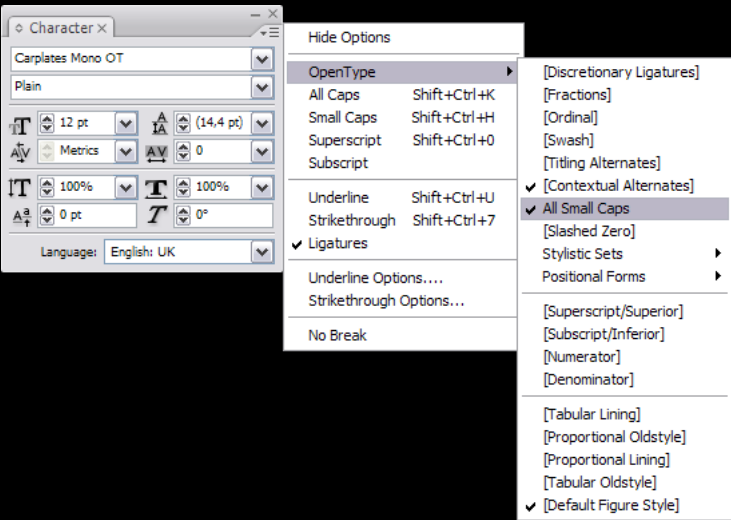 Character
Carplates Mono OT
Plain
12 pt
(14,4 pt)
Metrics
0
100%
100%
0 pt
0°
Language: English: UK
Hide Options
OpenType
All Caps Shift+Ctrl+K
Small Caps Shift+Ctrl+H
Superscript Shift+Ctrl+0
Subscript
Underline Shift+Ctrl+U
Strikethrough Shift+Ctrl+7
Ligatures
Underline Options....
Strikethrough Options...
No Break
[Discretionary Ligatures]
[Fractions]
[Ordinal]
[Swash]
[Titling Alternates]
[Contextual Alternates]
All Small Caps
[Slashed Zero]
Stylistic Sets
Positional Forms
[Superscript/Superior]
[Subscript/Inferior]
[Numerator]
[Denominator]
[Tabular Lining]
[Proportional Oldstyle]
[Proportional Lining]
[Tabular Oldstyle]
[Default Figure Style]